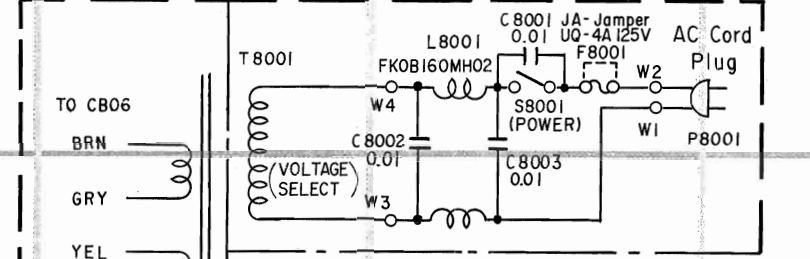 C8001 JA-Jamper
0.01 UQ-4A 125V
F8001
AC Cord
Plug
L8001
FK0B160MH02
T8001
W2
W4
S8001
(POWER)
W1
P8001
TO CB06
BRN
C8002
0.01
C8003
0.01
(VOLTAGE
SELECT)
GRY
W3
YEL